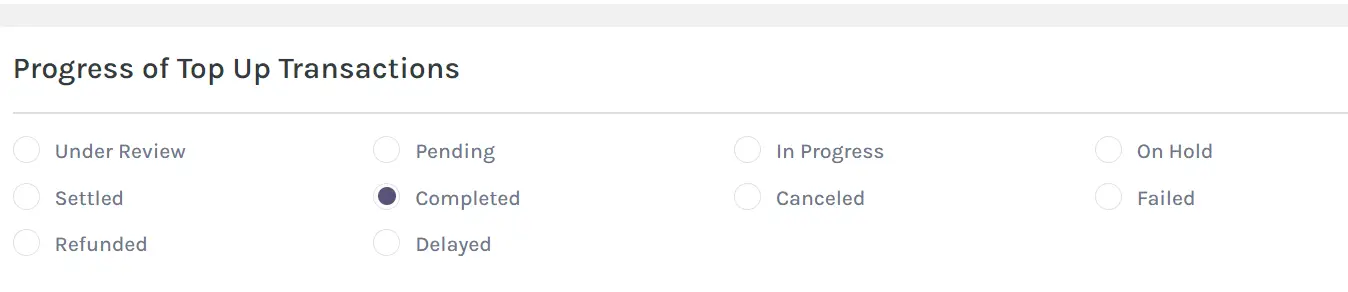 Progress of Top Up Transactions
Under Review Pending In Progress On Hold
Settled Completed Canceled Failed
Refunded Delayed